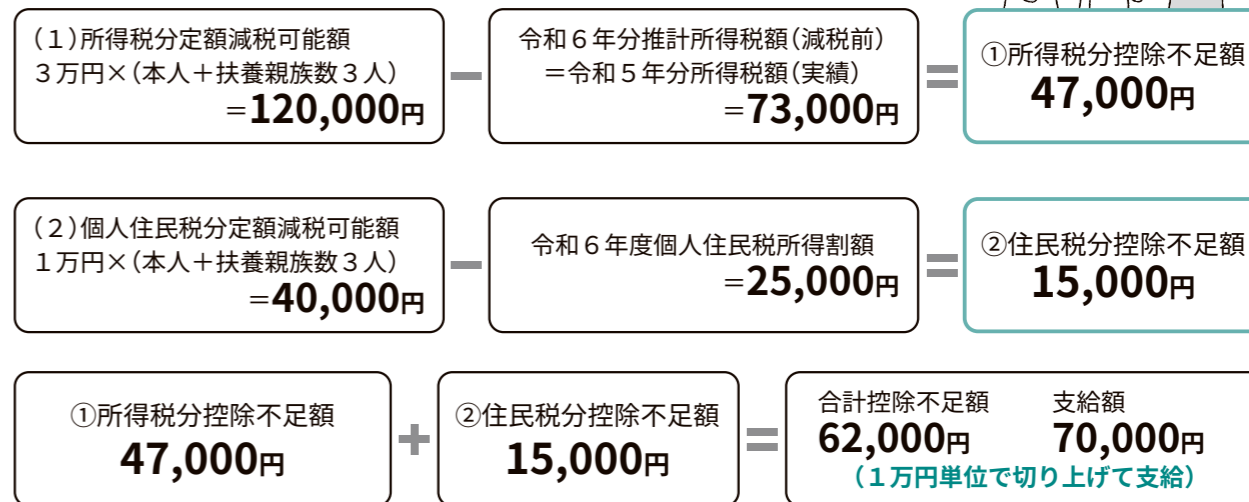 (1)所得税分定額減税可能額
3万円×(本人+扶養親族数3人)
=120,000円
−
令和6年分推計所得税額(減税前)
=令和5年分所得税額(実績)
=73,000円
=
①所得税分控除不足額
47,000円
(2)個人住民税分定額減税可能額
1万円×(本人+扶養親族数3人)
=40,000円
−
令和6年度個人住民税所得割額
=25,000円
=
②住民税分控除不足額
15,000円
①所得税分控除不足額
47,000円
+
②住民税分控除不足額
15,000円
=
合計控除不足額 支給額
62,000円 70,000円
(1万円単位で切り上げて支給)